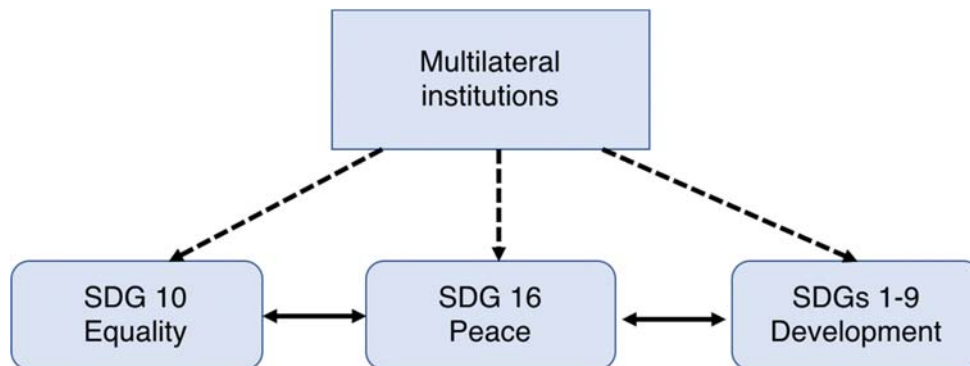 Multilateral
institutions
SDG 10
Equality
SDG 16
Peace
SDGs 1-9
Development